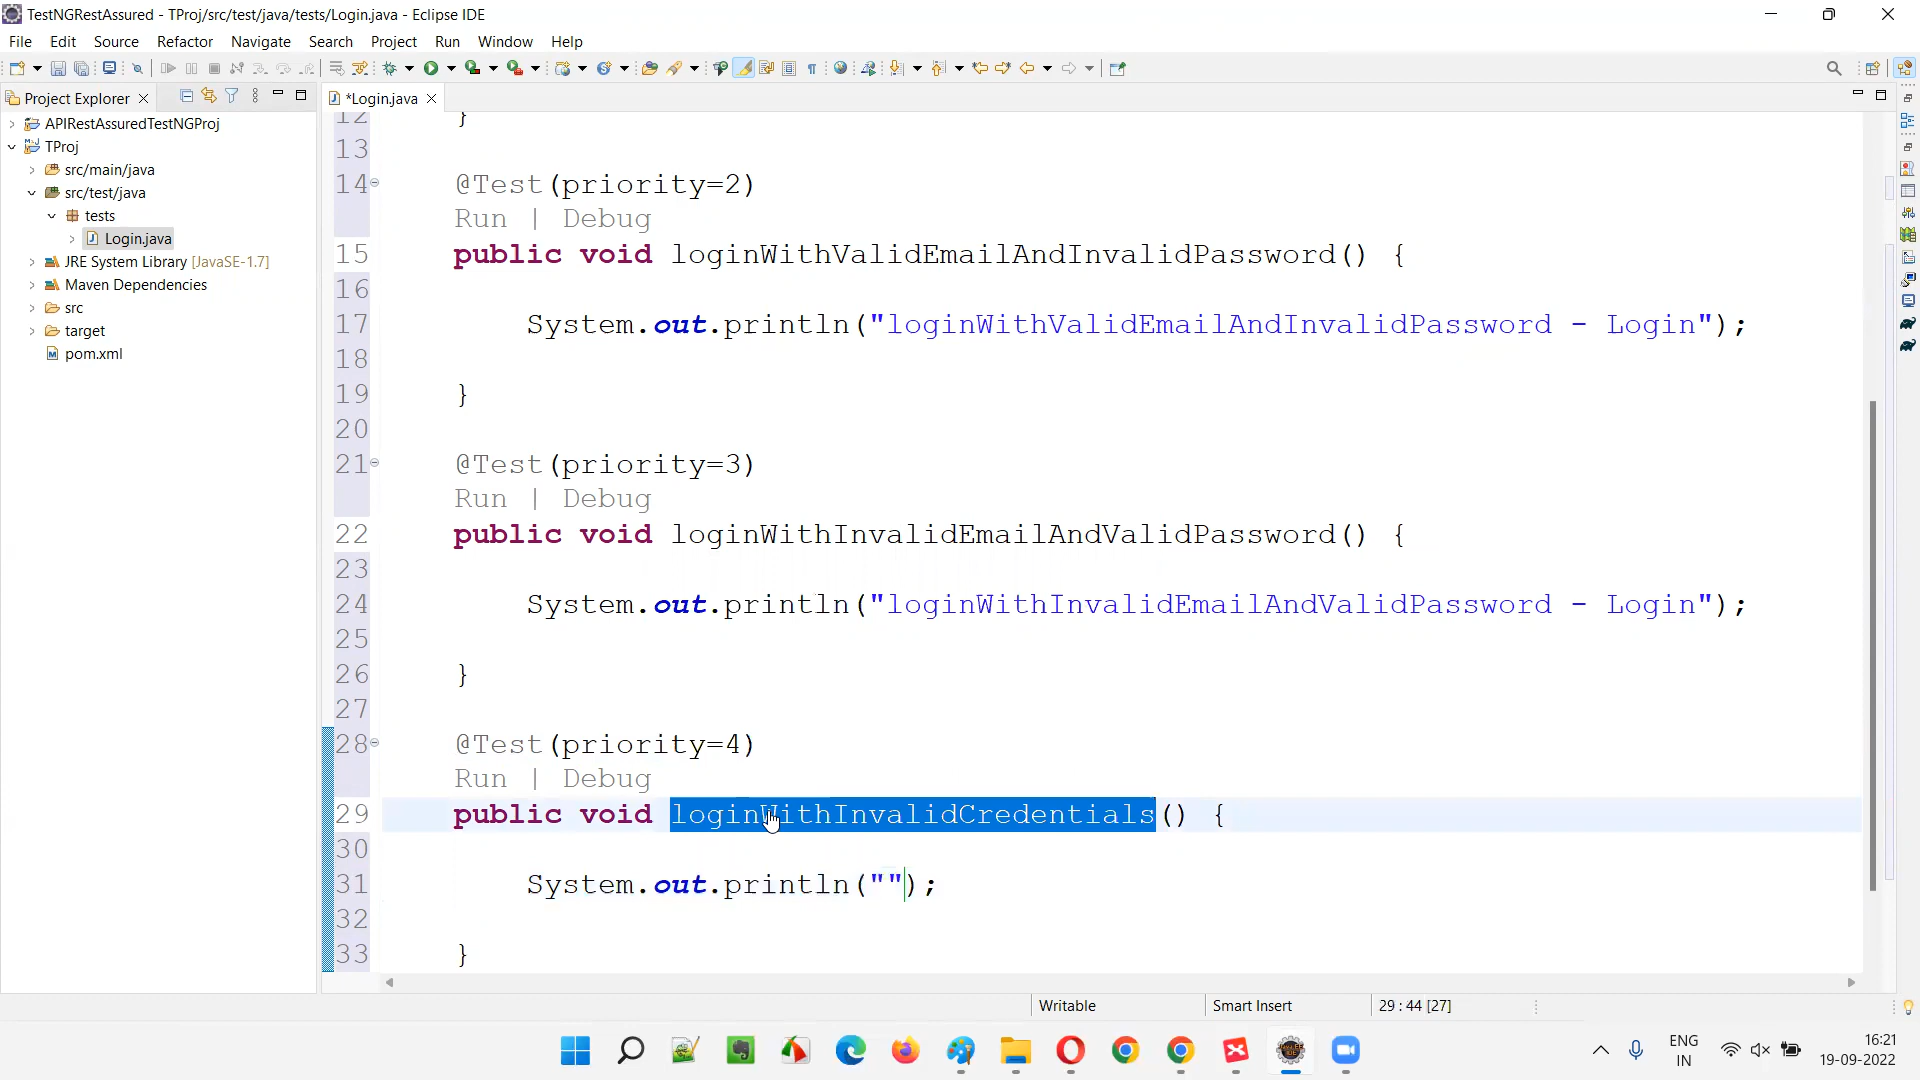 TestNGRestAssured - TProj/src/test/java/tests/Login.java - Eclipse IDE
File Edit Source Refactor Navigate Search Project Run Window Help
Project Explorer
*Login.java
APIRestAssuredTestNGProj
TProj
src/main/java
src/test/java
tests
Login.java
JRE System Library [JavaSE-1.7]
Maven Dependencies
src
target
pom.xml
12 }
13
14 @Test(priority=2)
Run | Debug
15 public void loginWithValidEmailAndInvalidPassword() {
16
17 System.out.println("loginWithValidEmailAndInvalidPassword - Login");
18
19 }
20
21 @Test(priority=3)
Run | Debug
22 public void loginWithInvalidEmailAndValidPassword() {
23
24 System.out.println("loginWithInvalidEmailAndValidPassword - Login");
25
26 }
27
28 @Test(priority=4)
Run | Debug
29 public void loginWithInvalidCredentials() {
30
31 System.out.println("");
32
33 }
Writable Smart Insert 29 : 44 [27]
ENG
IN
16:21
19-09-2022